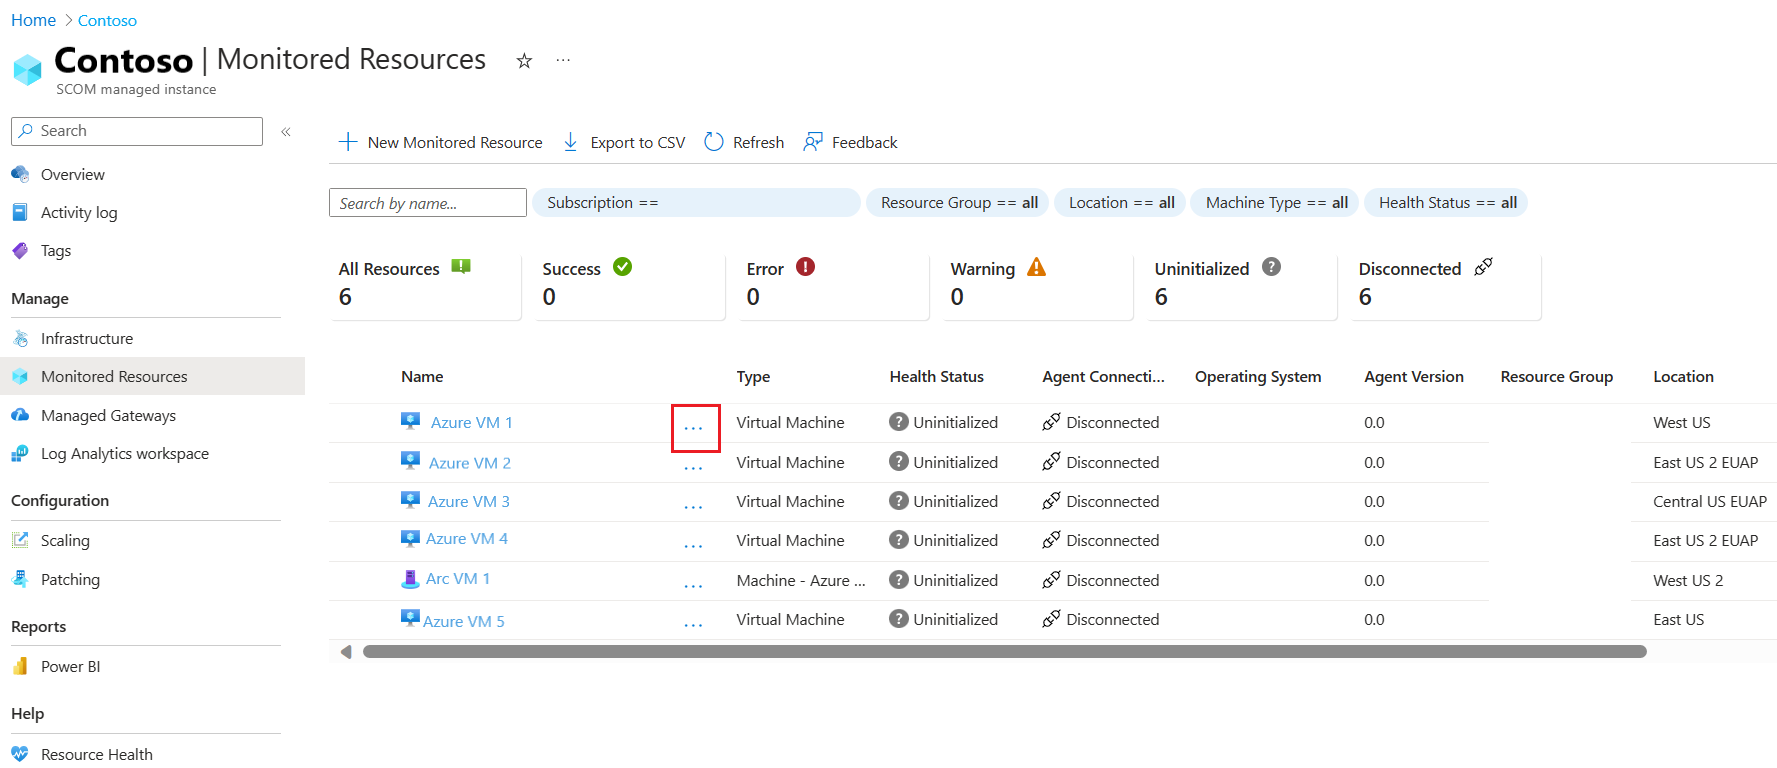 Home > Contoso
Contoso | Monitored Resources ☆ ...
SCOM managed instance
Search «
Overview
Activity log
Tags
Manage
Infrastructure
Monitored Resources
Managed Gateways
Log Analytics workspace
Configuration
Scaling
Patching
Reports
Power BI
Help
Resource Health
+ New Monitored Resource Export to CSV Refresh Feedback
Search by name... Subscription == Resource Group == all Location == all Machine Type == all Health Status == all
All Resources Success Error Warning Uninitialized Disconnected
6 0 0 0 6 6
Name Type Health Status Agent Connecti... Operating System Agent Version Resource Group Location
Azure VM 1 ... Virtual Machine Uninitialized Disconnected 0.0 West US
Azure VM 2 ... Virtual Machine Uninitialized Disconnected 0.0 East US 2 EUAP
Azure VM 3 ... Virtual Machine Uninitialized Disconnected 0.0 Central US EUAP
Azure VM 4 ... Virtual Machine Uninitialized Disconnected 0.0 East US 2 EUAP
Arc VM 1 ... Machine - Azure ... Uninitialized Disconnected 0.0 West US 2
Azure VM 5 ... Virtual Machine Uninitialized Disconnected 0.0 East US